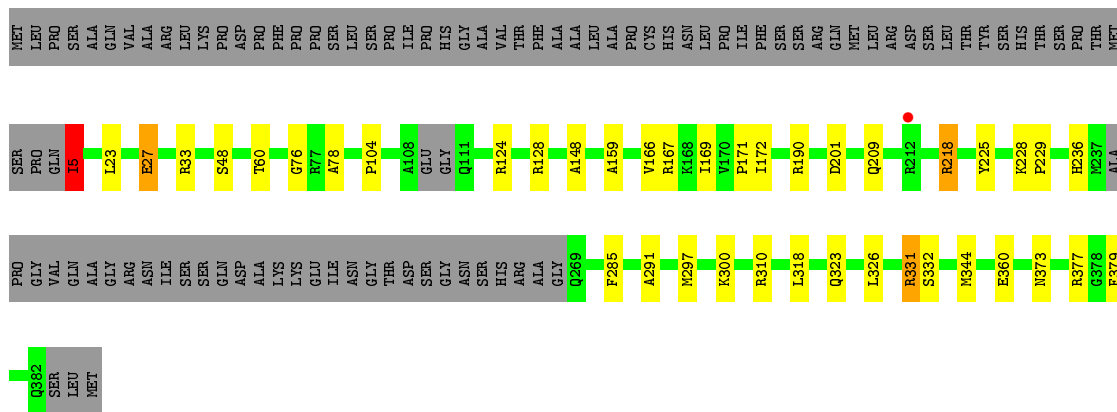 MET LEU PRO SER ALA GLN VAL ALA ARG LEU LYS PRO ASP PRO PHE PRO PRO SER LEU SER PRO ILE PRO HIS GLY ALA VAL THR PHE ALA ALA LEU ALA PRO CYS HIS ASN LEU PRO ILE PHE SER SER ARG GLN MET LEU ARG ASP SER LEU THR TYR SER HIS THR SER PRO THR MET
SER PRO GLN I5 L23 E27 R33 S48 T60 G76 R77 A78 P104 A108 GLU GLY Q111 R124 R128 A148 A159 V166 R167 K168 I169 V170 P171 I172 R190 D201 Q209 R212 R218 Y225 K228 P229 H236 M237 ALA
PRO GLY VAL GLN ALA GLY ARG ASN ILE SER SER GLN ASP ALA LYS LYS GLU ILE ASN GLY THR ASP SER GLY ASN SER HIS ARG ALA GLY Q269 F285 A291 M297 K300 R310 L318 Q323 L326 R331 S332 M344 E360 N373 R377 G378 F379
Q382 SER LEU MET